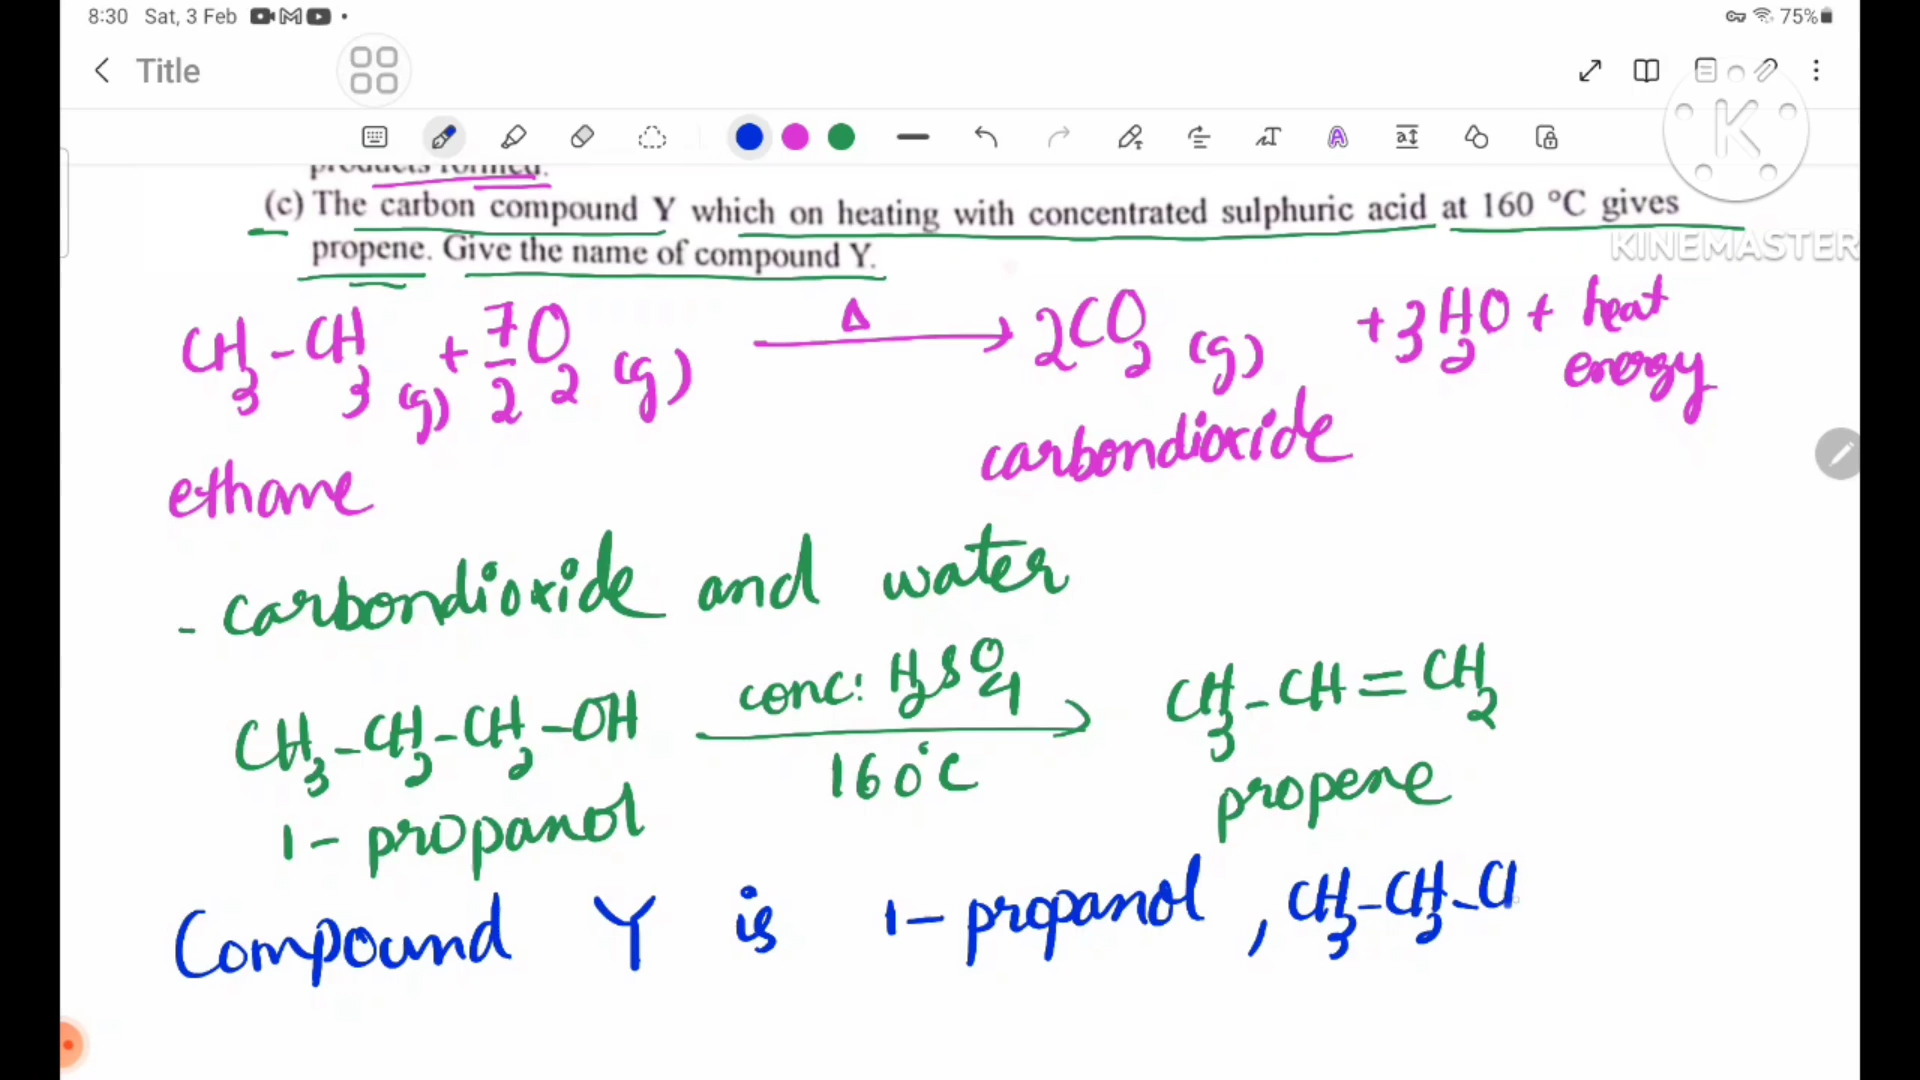 8:30 Sat, 3 Feb
75%
Title
K
products formed.
(c) The carbon compound Y which on heating with concentrated sulphuric acid at 160 °C gives
KINEMASTER
propene. Give the name of compound Y.
CH₃-CH₃ (g) + 7/2 O₂ (g) Δ→ 2CO₂ (g) + 3H₂O + heat energy
ethane carbondioxide
- carbondioxide and water
CH₃-CH₂-CH₂-OH conc: H₂SO₄ → 160°C CH₃-CH=CH₂
1-propanol propene
Compound Y is 1-propanol, CH₃-CH₂-Cl